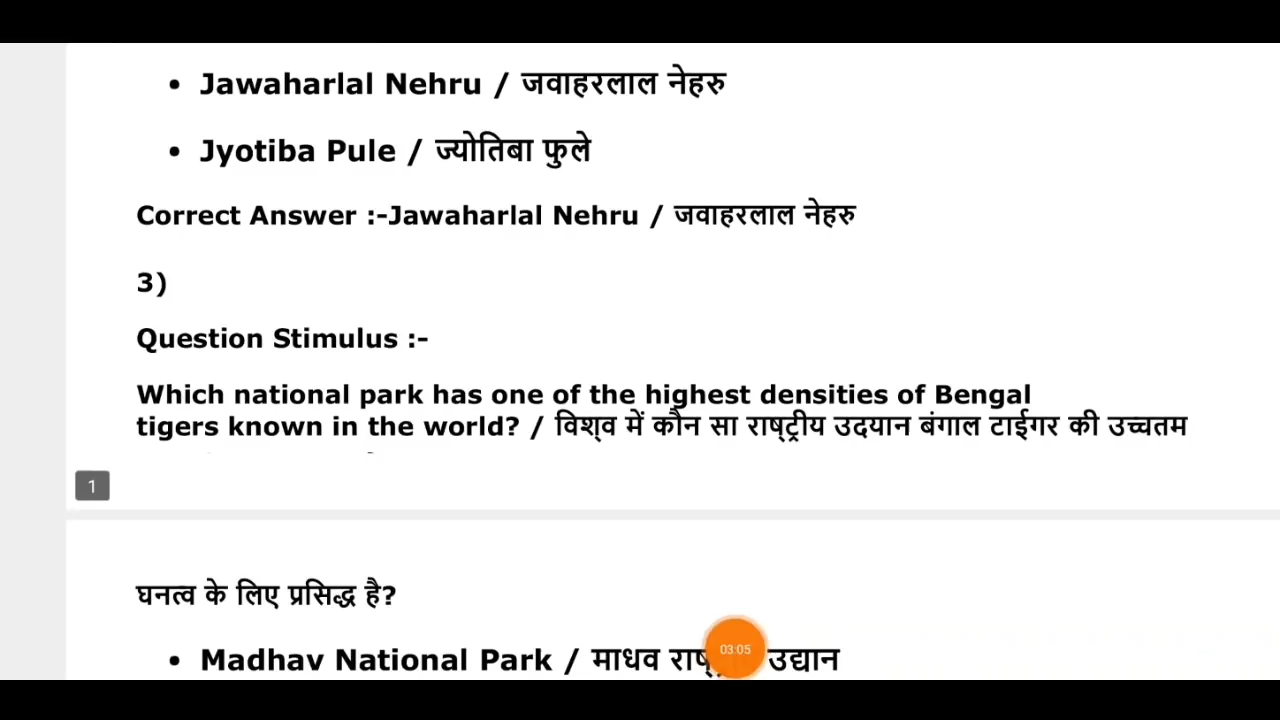 • Jawaharlal Nehru / जवाहरलाल नेहरु
• Jyotiba Pule / ज्योतिबा फुले
Correct Answer :-Jawaharlal Nehru / जवाहरलाल नेहरु
3)
Question Stimulus :-
Which national park has one of the highest densities of Bengal
tigers known in the world? / विश्व में कौन सा राष्ट्रीय उदयान बंगाल टाईगर की उच्चतम
1
घनत्व के लिए प्रसिद्ध है?
• Madhav National Park / माधव उद्यान
03:05